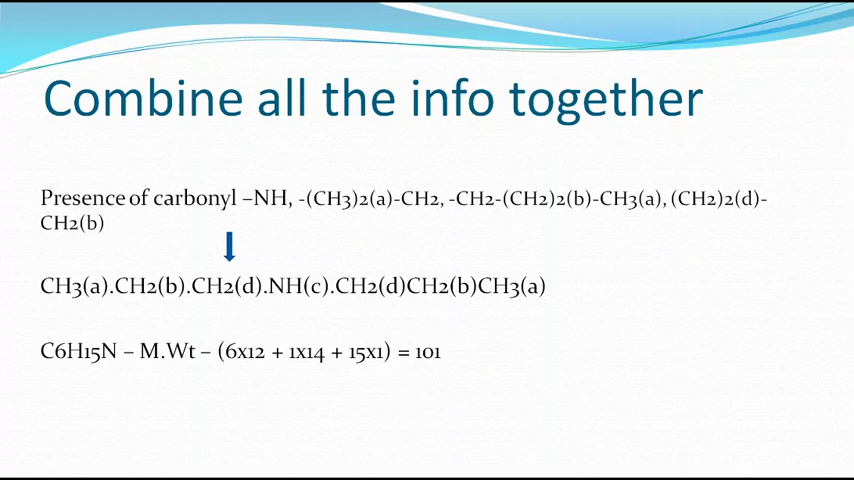 Combine all the info together
Presence of carbonyl –NH, -(CH3)2(a)-CH2, -CH2-(CH2)2(b)-CH3(a), (CH2)2(d)-
CH2(b)
CH3(a).CH2(b).CH2(d).NH(c).CH2(d)CH2(b)CH3(a)
C6H15N – M.Wt – (6x12 + 1x14 + 15x1) = 101